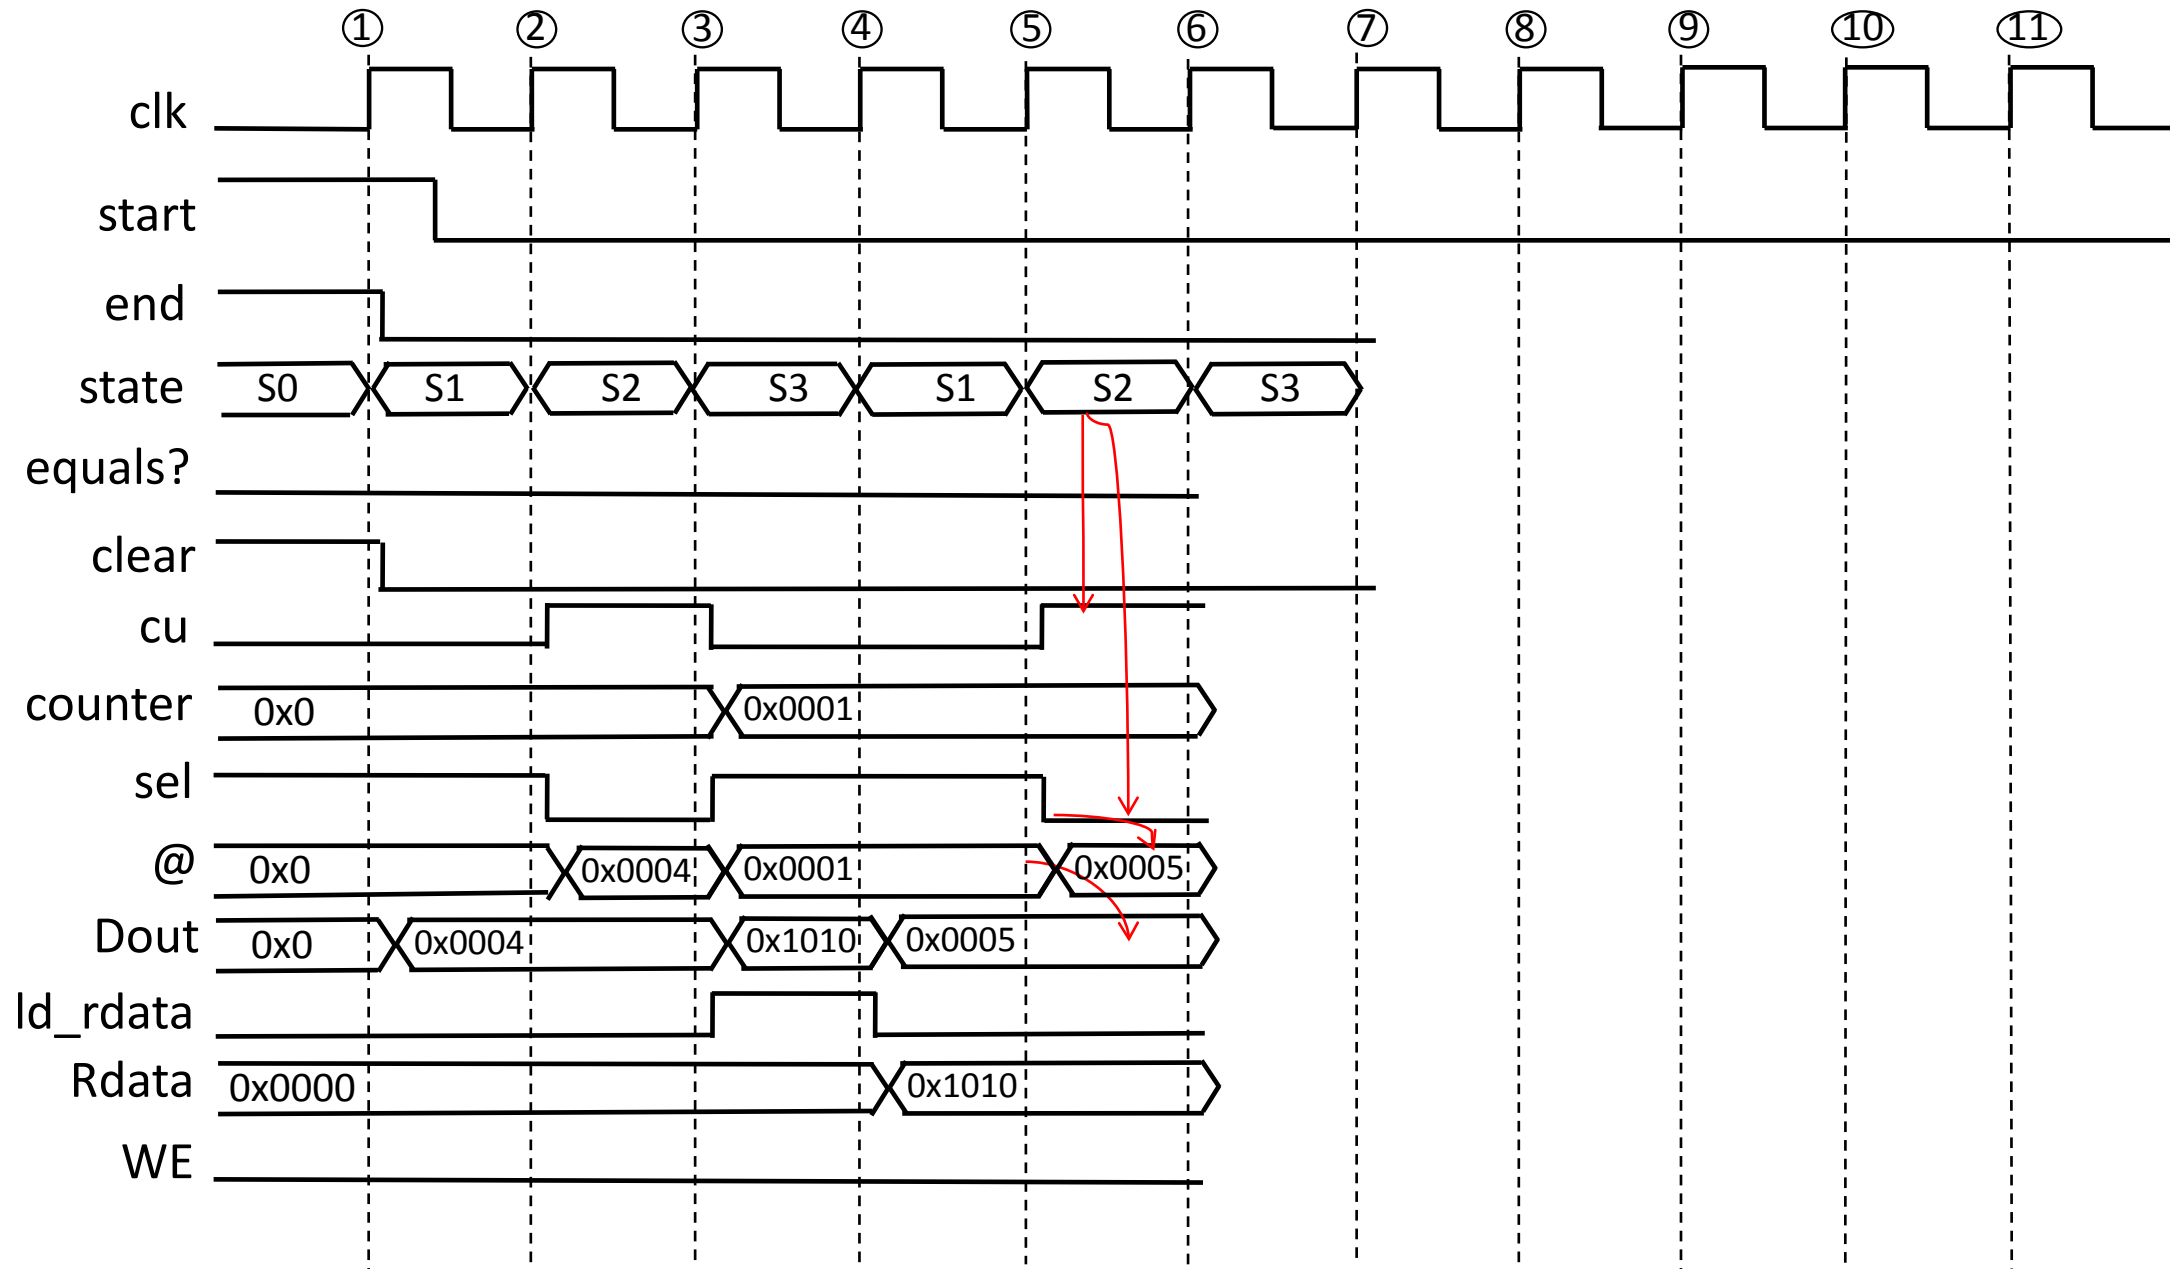 1 2 3 4 5 6 7 8 9 10 11
clk
start
end
state S0 S1 S2 S3 S1 S2 S3
equals?
clear
cu
counter 0x0 0x0001
sel
@ 0x0 0x0004 0x0001 0x0005
Dout 0x0 0x0004 0x1010 0x0005
ld_rdata
Rdata 0x0000 0x1010
WE